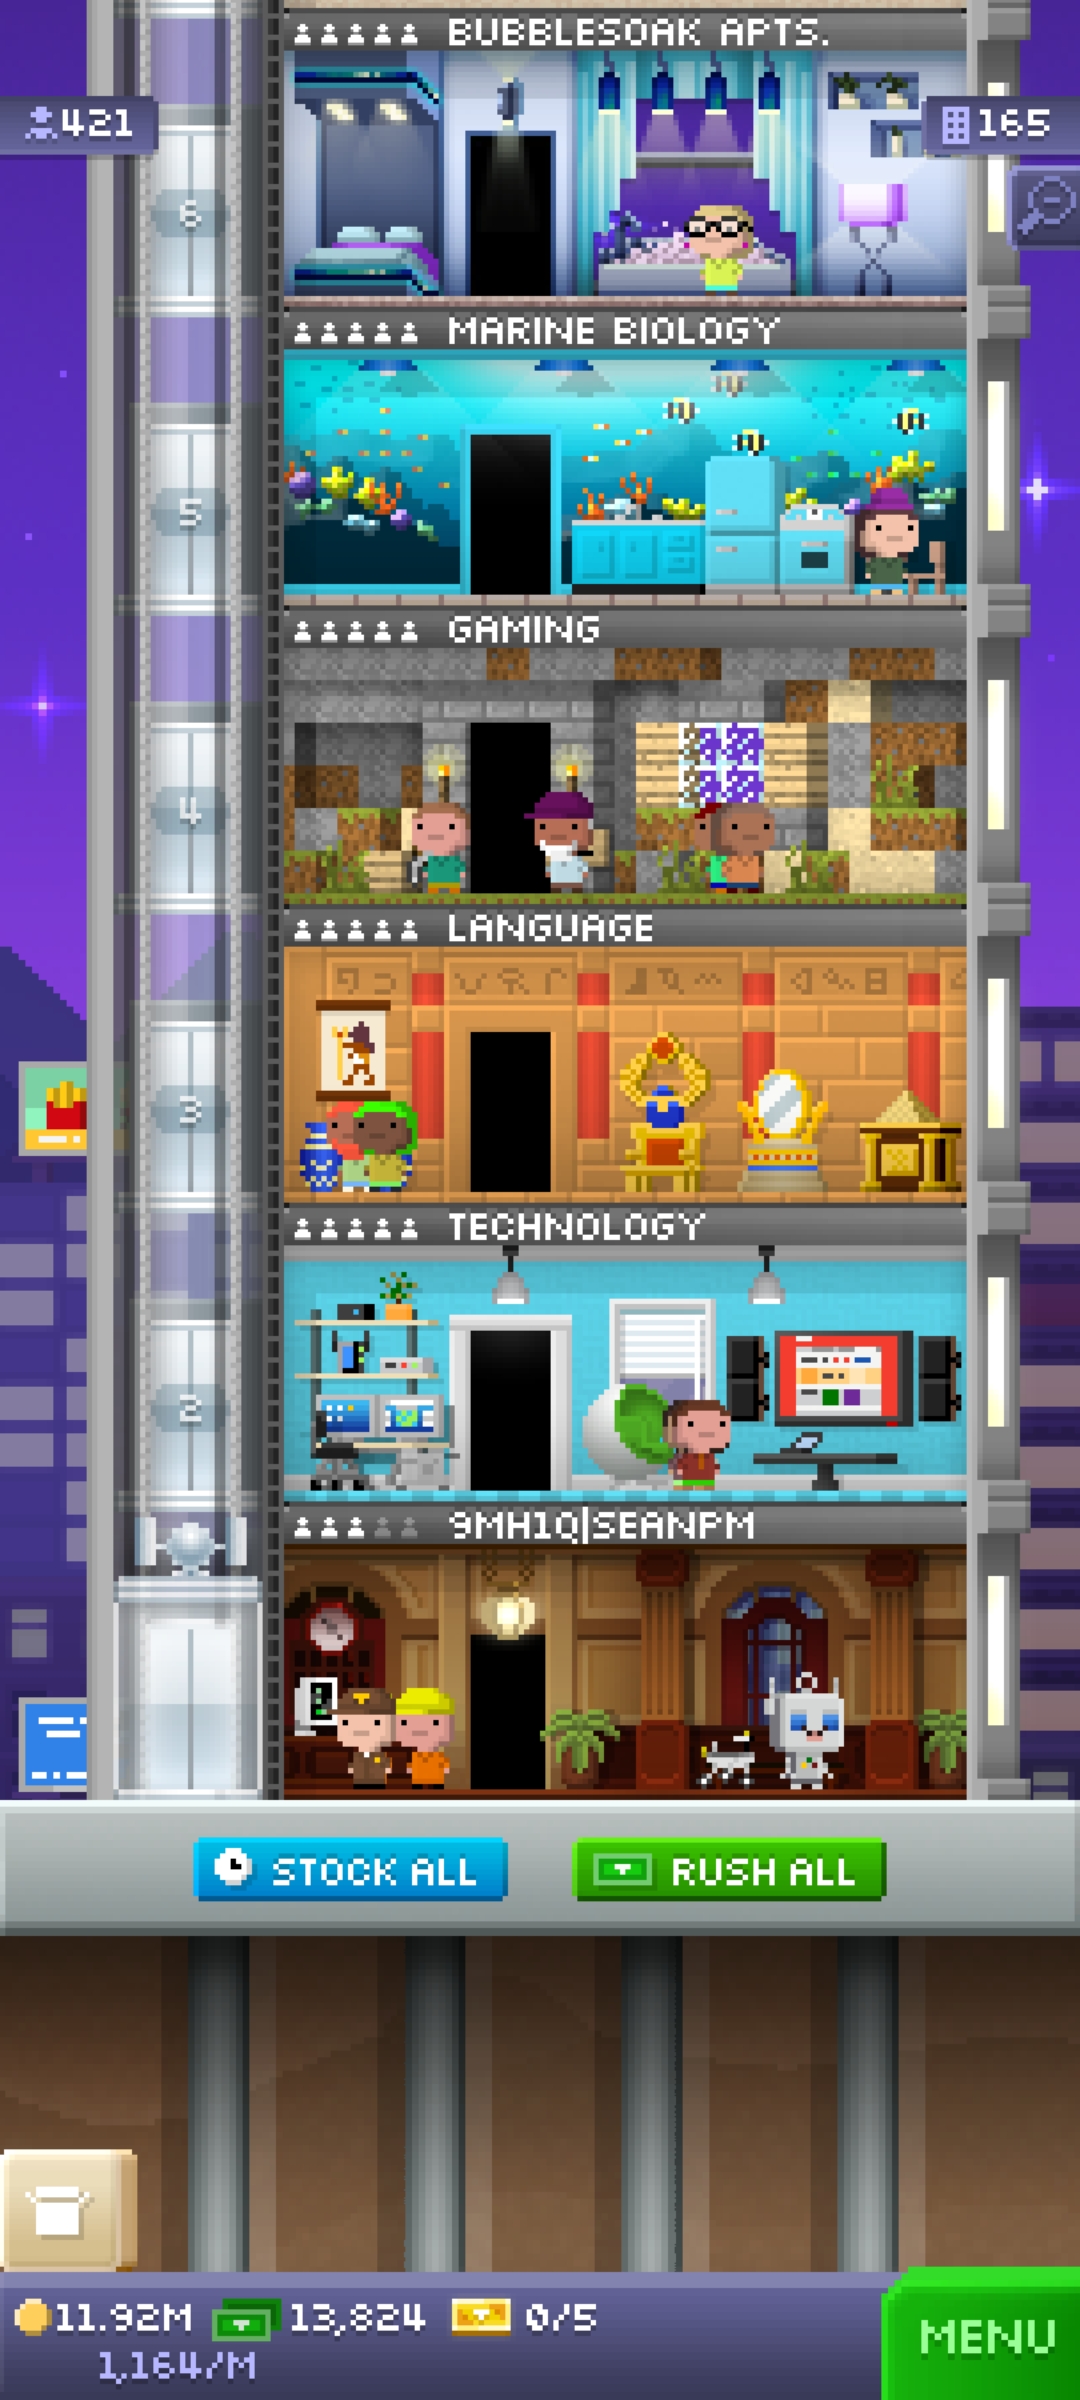 BUBBLESOAK APTS.
421
165
6
MARINE BIOLOGY
5
GAMING
4
LANGUAGE
3
TECHNOLOGY
2
9MH1Q|SEANPM
STOCK ALL
RUSH ALL
11.92M
13,824
0/5
1,164/M
MENU